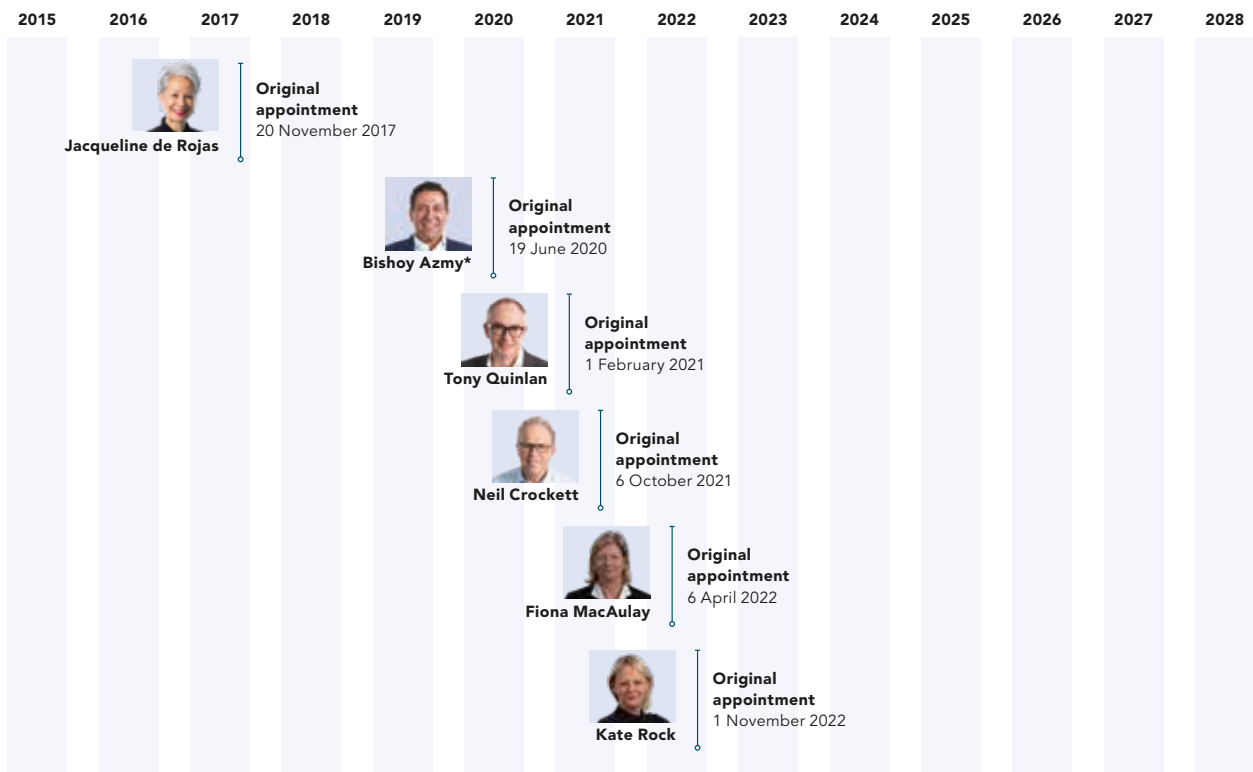 2015 2016 2017 2018 2019 2020 2021 2022 2023 2024 2025 2026 2027 2028
Original
appointment
20 November 2017
Jacqueline de Rojas
Original
appointment
19 June 2020
Bishoy Azmy*
Original
appointment
1 February 2021
Tony Quinlan
Original
appointment
6 October 2021
Neil Crockett
Original
appointment
6 April 2022
Fiona MacAulay
Original
appointment
1 November 2022
Kate Rock